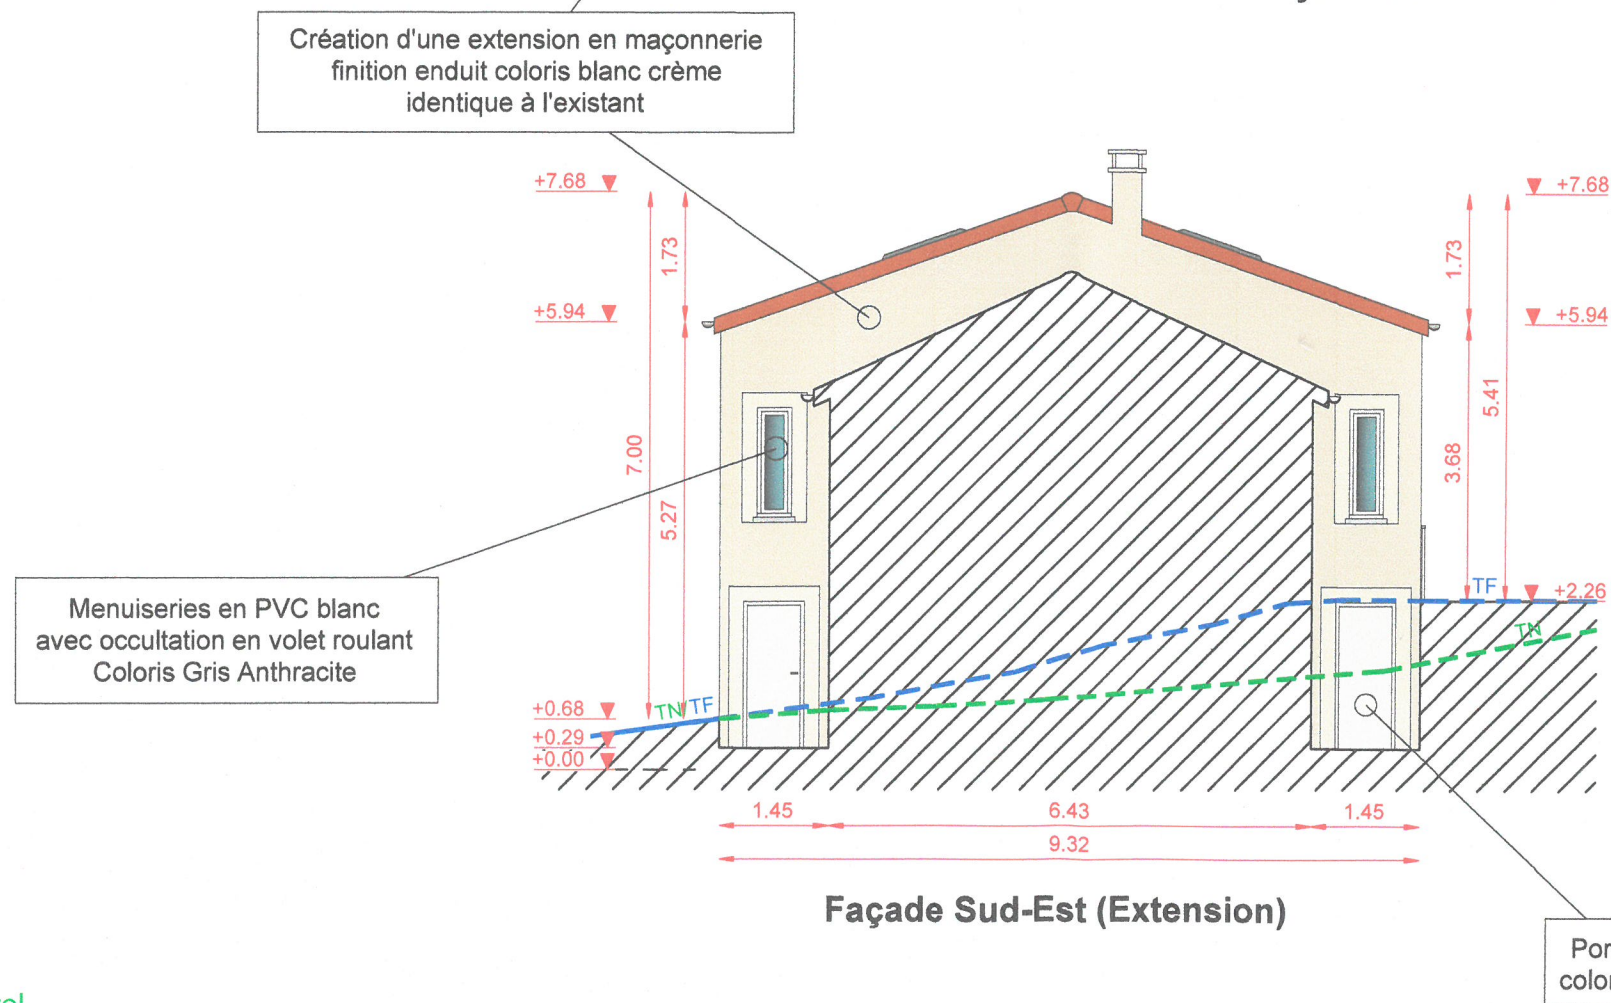 Création d'une extension en maçonnerie
finition enduit coloris blanc crème
identique à l'existant
+7.68
+7.68
1.73
1.73
+5.94
+5.94
7.00
5.27
5.41
3.68
Menuiseries en PVC blanc
avec occultation en volet roulant
Coloris Gris Anthracite
TF
+2.26
TN
+0.68
TN/TF
+0.29
+0.00
1.45
6.43
1.45
9.32
Façade Sud-Est (Extension)